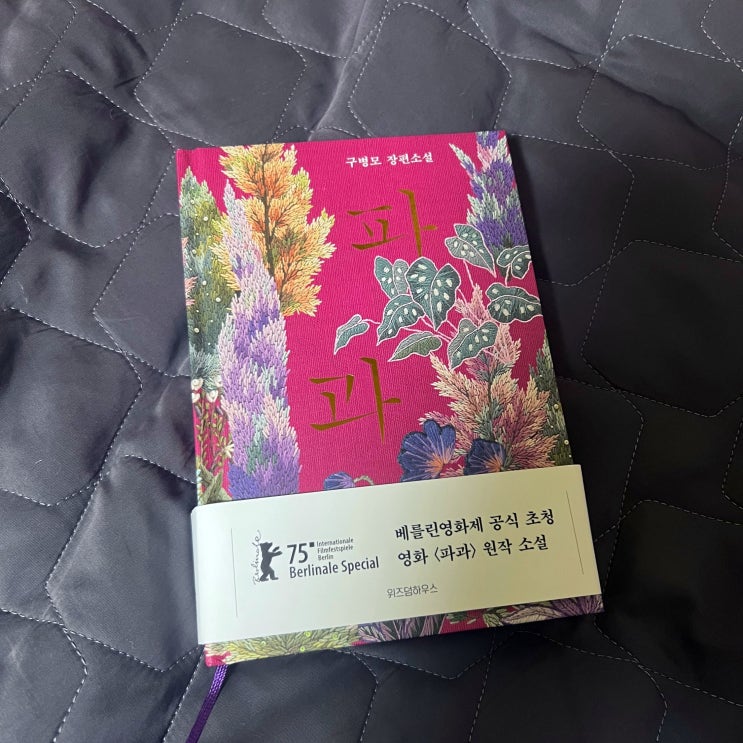 구병모 장편소설
파
과
Berlinale
75
Internationale
Filmfestspiele
Berlin
Berlinale Special
베를린영화제 공식 초청
영화 〈파과〉 원작 소설
위즈덤하우스